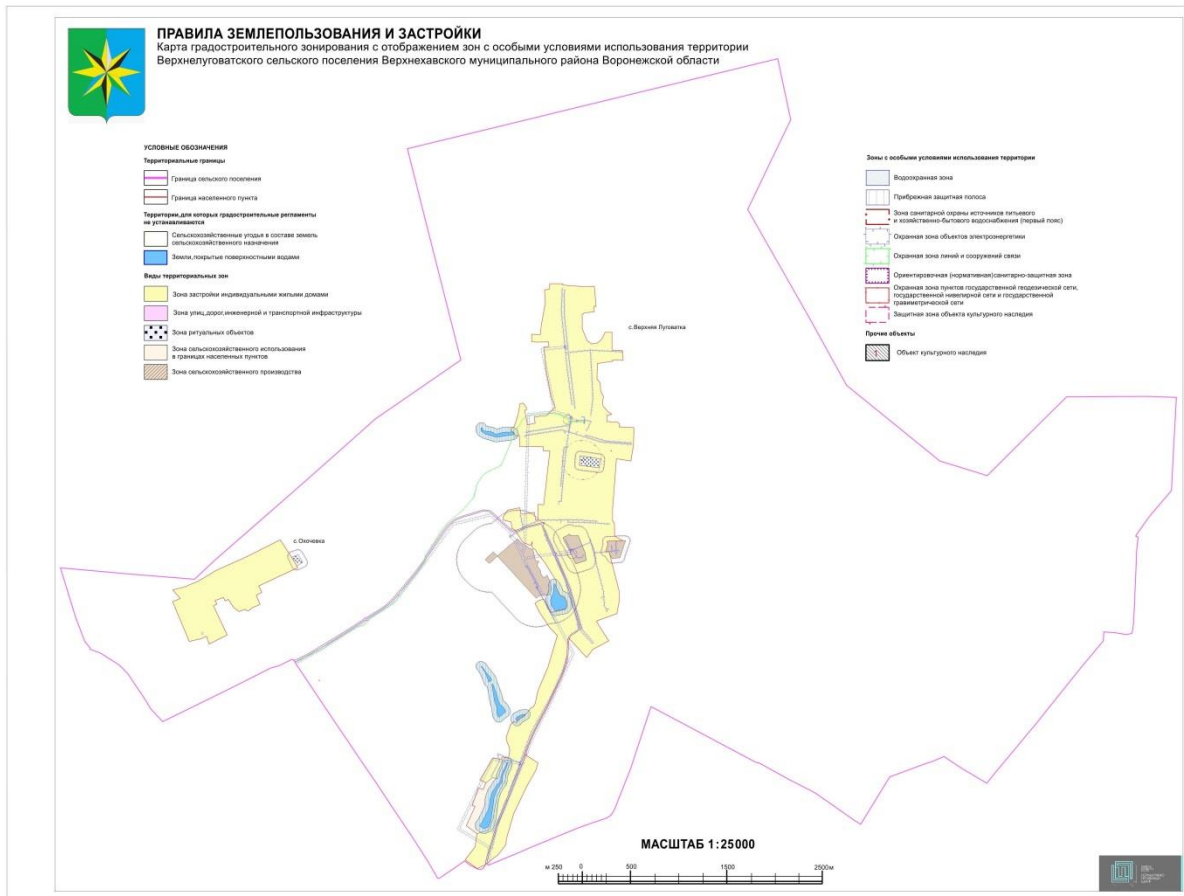 ПРАВИЛА ЗЕМЛЕПОЛЬЗОВАНИЯ И ЗАСТРОЙКИ
Карта градостроительного зонирования с отображением зон с особыми условиями использования территории
Верхнелуговатского сельского поселения Верхнехавского муниципального района Воронежской области
УСЛОВНЫЕ ОБОЗНАЧЕНИЯ
Территориальные границы
Граница сельского поселения
Граница населенного пункта
Территории,для которых градостроительные регламенты
не устанавливаются
Сельскохозяйственные угодья в составе земель
сельскохозяйственного назначения
Земли,покрытые поверхностными водами
Виды территориальных зон
Зона застройки индивидуальными жилыми домами
Зона улиц,дорог,инженерной и транспортной инфраструктуры
Зона ритуальных объектов
Зона сельскохозяйственного использования
в границах населенных пунктов
Зона сельскохозяйственного производства
Зоны с особыми условиями использования территории
Водоохранная зона
Прибрежная защитная полоса
Зона санитарной охраны источников питьевого
и хозяйственно-бытового водоснабжения (первый пояс)
Охранная зона объектов электроэнергетики
Охранная зона линий и сооружений связи
Ориентировочная (нормативная)санитарно-защитная зона
Охранная зона пунктов государственной геодезической сети,
государственной нивелирной сети и государственной
гравиметрической сети
Защитная зона объекта культурного наследия
Прочие объекты
Объект культурного наследия
с.Верхняя Луговатка
с.Окочевка
МАСШТАБ 1:25000
м 250 0 500 1500 2500м